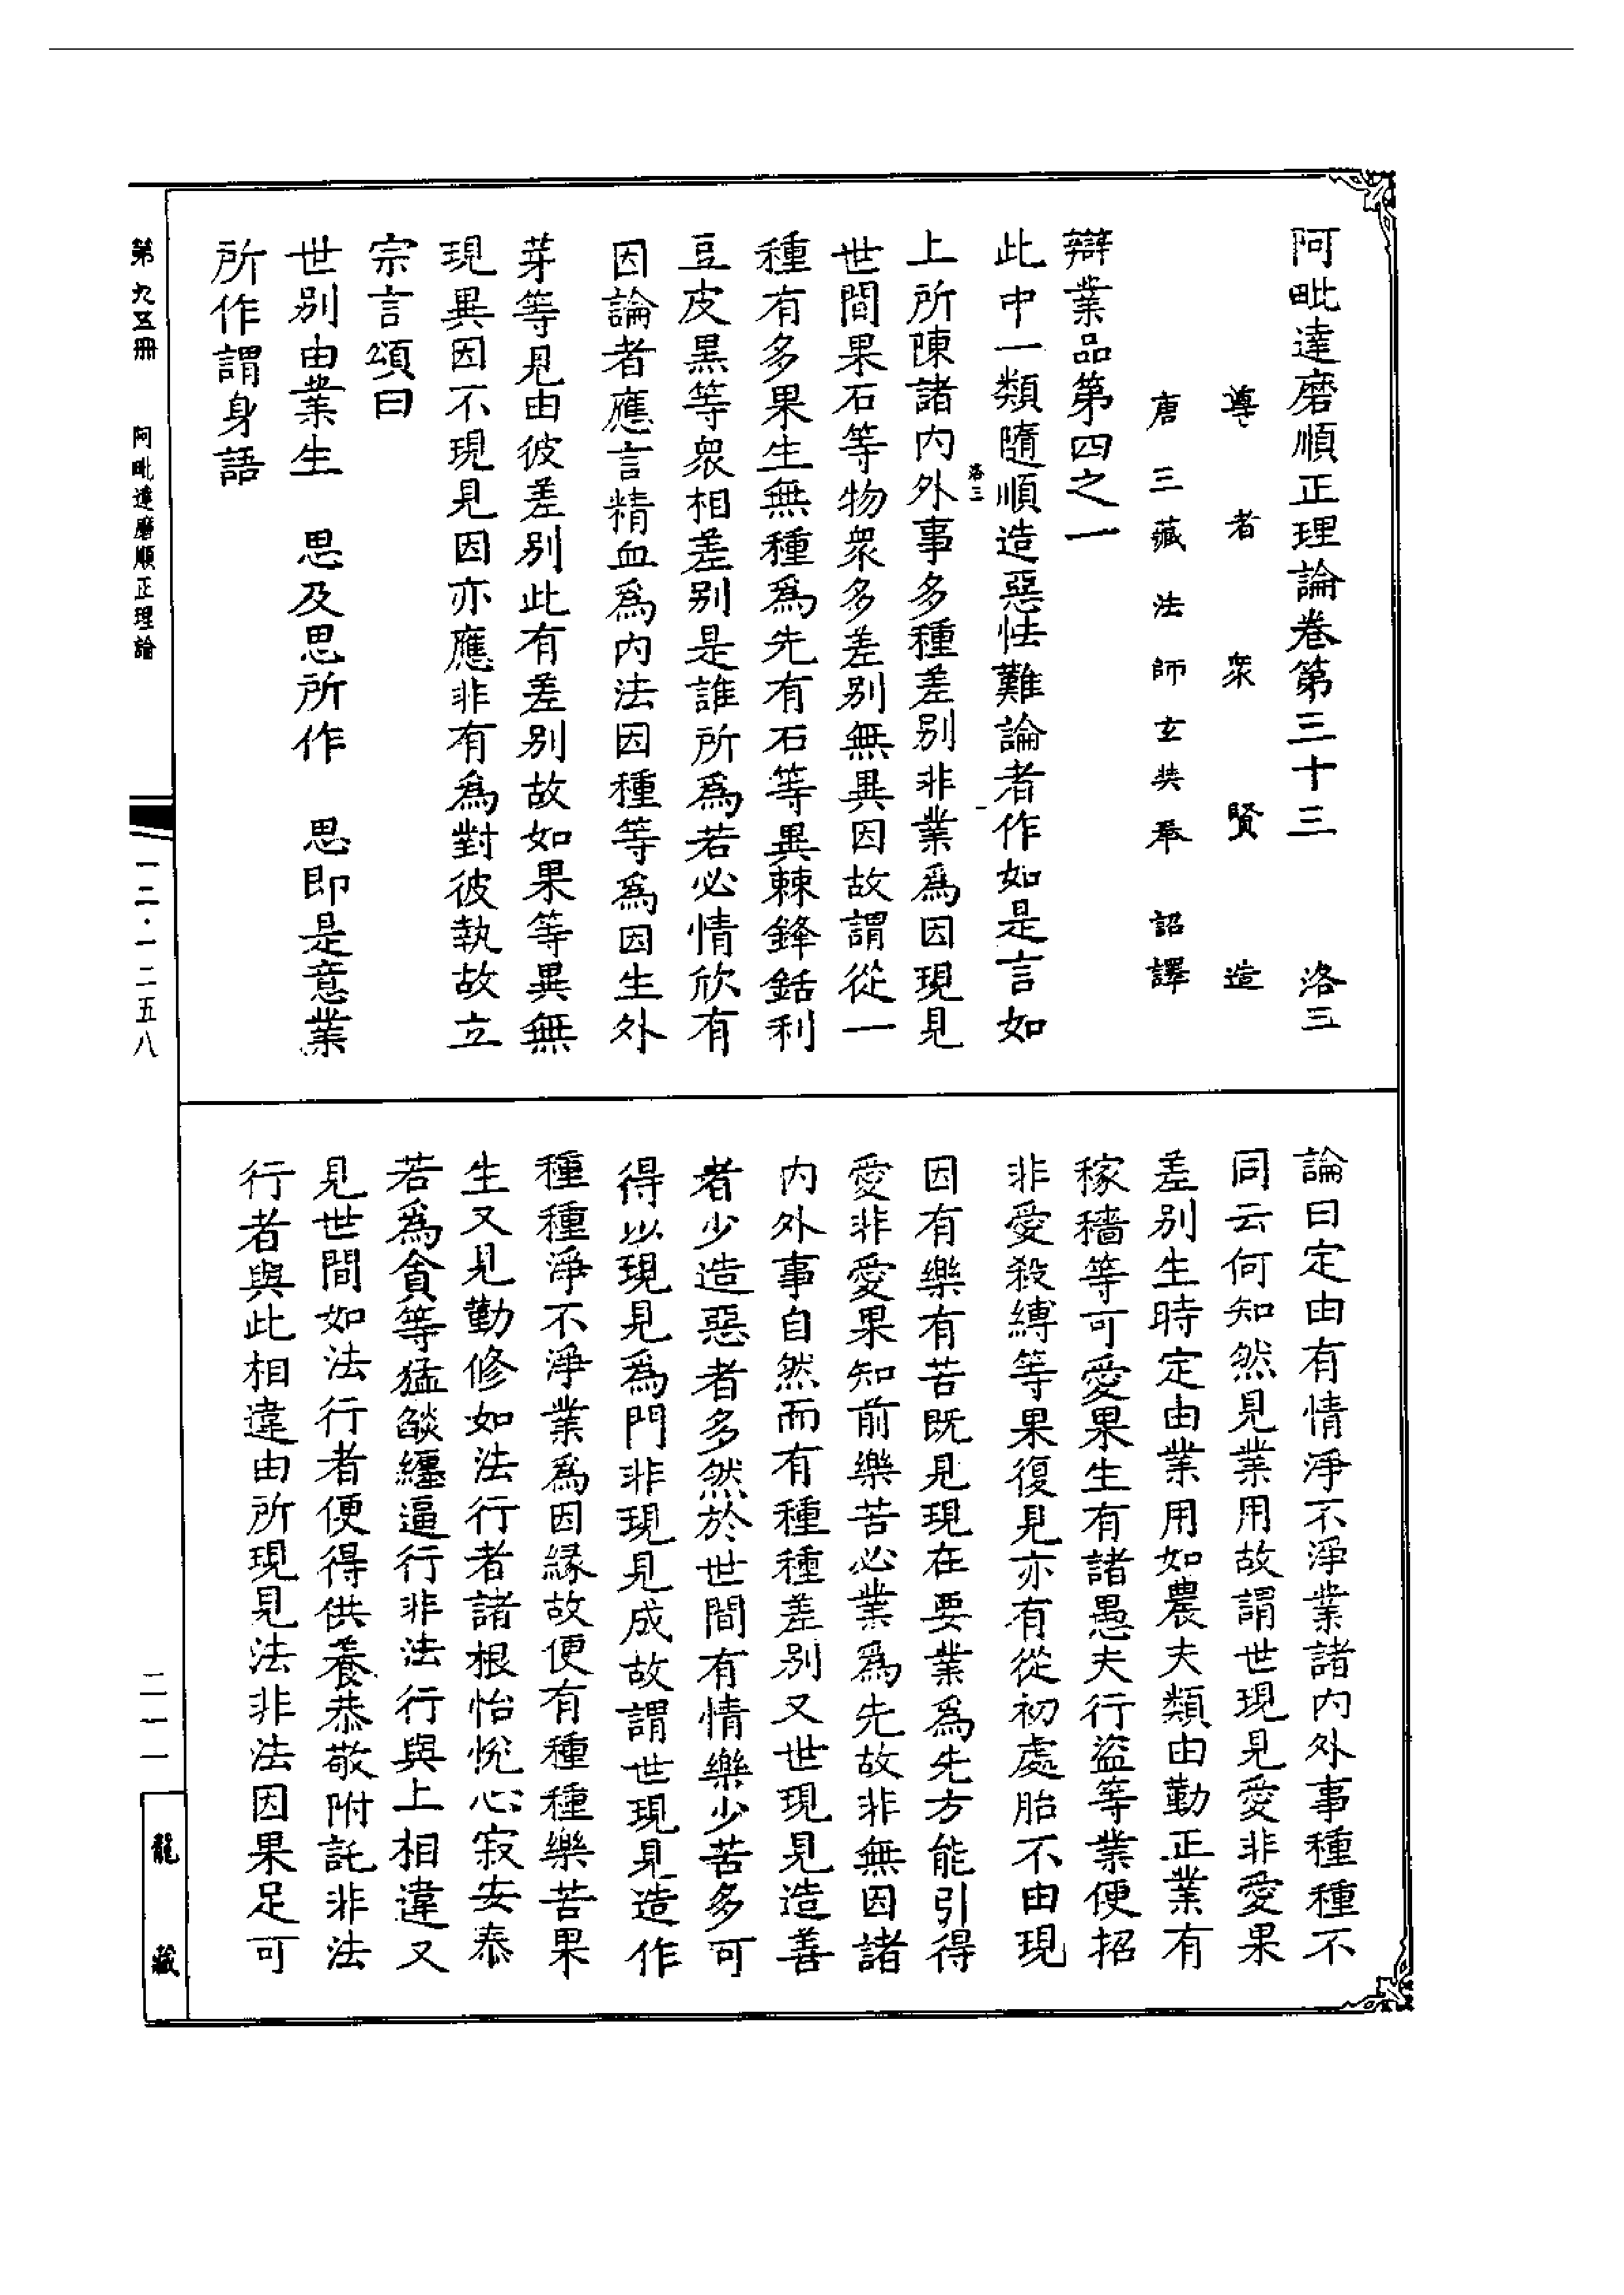 阿毗達磨順正理論卷第三十三　洛三
尊者衆賢造
唐三藏法師玄奘奉詔譯
辯業品第四之一
此中一類隨順造惡怯難論者作如是言如
洛三
上所陳諸內外事多種差别非業爲因現見
世間果石等物衆多差别無異因故謂從一
種有多果生無種爲先有石等異棘鋒銛利
豆皮黑等衆相差别是誰所爲若必情欣有
因論者應言精血爲內法因種等爲因生外
芽等見由彼差别此有差别故如果等異無
現異因不現見因亦應非有爲對彼執故立
宗言頌曰
世别由業生　思及思所作　思即是意業
所作謂身語
論曰定由有情淨不淨業諸內外事種種不
同云何知然見業用故謂世現見愛非愛果
差别生時定由業用如農夫類由勤正業有
稼穡等可愛果生有諸愚夫行盜等業便招
非愛殺縛等果復見亦有從初處胎不由現
因有樂有苦既見現在要業爲先方能引得
愛非愛果知前樂苦必業爲先故非無因諸
內外事自然而有種種差别又世現見造善
者少造惡者多然於世間有情樂少苦多可
得以現見爲門非現見成故謂世現見造作
種種淨不淨業爲因緣故便有種種樂苦果
生又見勤修如法行者諸根怡悅心寂安泰
若爲貪等猛焰纏逼行非法行與上相違又
見世間如法行者便得供養恭敬附託非法
行者與此相違由所現見法非法因果足可
第九五冊　阿毗達磨順正理論
一二·一二五八
二一一
龍藏